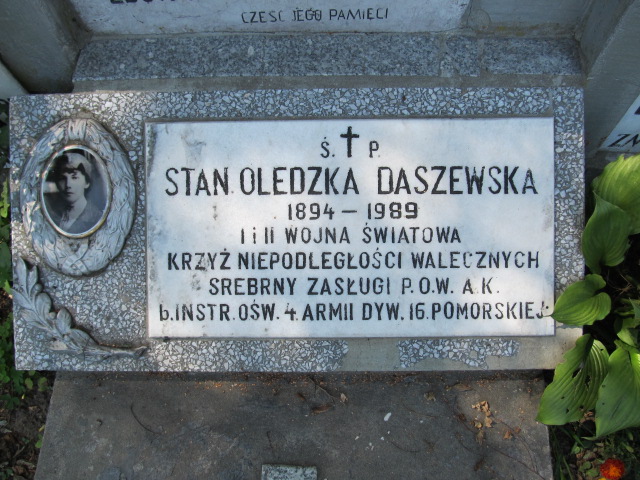 CZEŚĆ JEGO PAMIĘCI
Ś. † P.
STAN. OLEDZKA DASZEWSKA
1894 – 1989
I i II WOJNA ŚWIATOWA
KRZYŻ NIEPODLEGŁOŚCI WALECZNYCH
SREBRNY ZASŁUGI P.O.W. A.K.
b. INSTR. OŚW. 4. ARMII DYW. 16. POMORSKIEJ